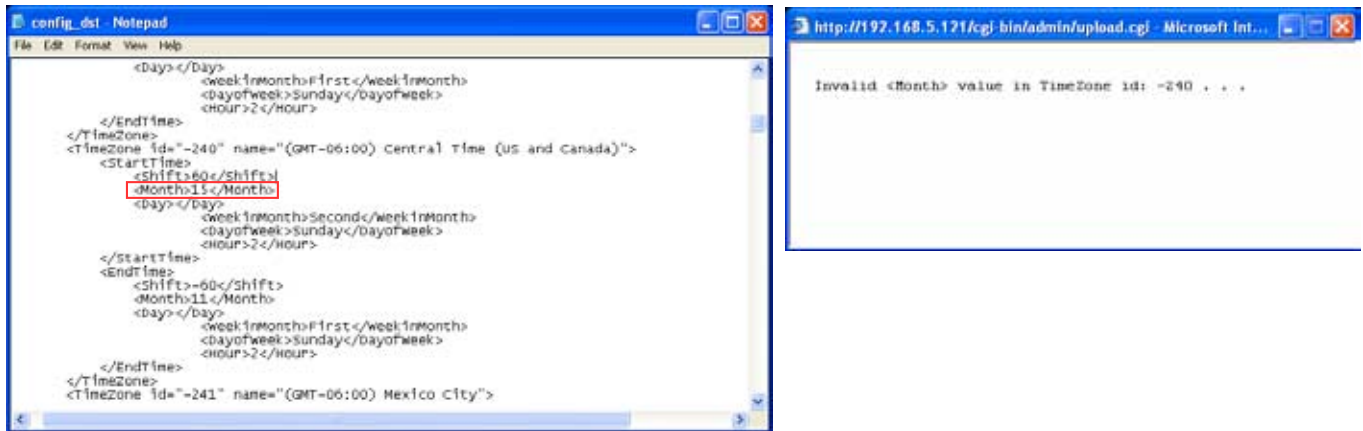 config_dst - Notepad
File Edit Format View Help
<Day></Day>
<WeekInMonth>First</WeekInMonth>
<DayofWeek>Sunday</DayofWeek>
<Hour>2</Hour>
</EndTime>
</TimeZone>
<TimeZone id="-240" name="(GMT-06:00) Central Time (US and Canada)">
<StartTime>
<Shift>60</Shift>
<Month>15</Month>
<Day></Day>
<WeekInMonth>Second</WeekInMonth>
<DayofWeek>Sunday</DayofWeek>
<Hour>2</Hour>
</StartTime>
<EndTime>
<Shift>-60</Shift>
<Month>11</Month>
<Day></Day>
<WeekInMonth>First</WeekInMonth>
<DayofWeek>Sunday</DayofWeek>
<Hour>2</Hour>
</EndTime>
</TimeZone>
<TimeZone id="-241" name="(GMT-06:00) Mexico City">
http://192.168.5.121/cgi-bin/admin/upload.cgi - Microsoft Int...
Invalid <Month> value in TimeZone id: -240 . . .